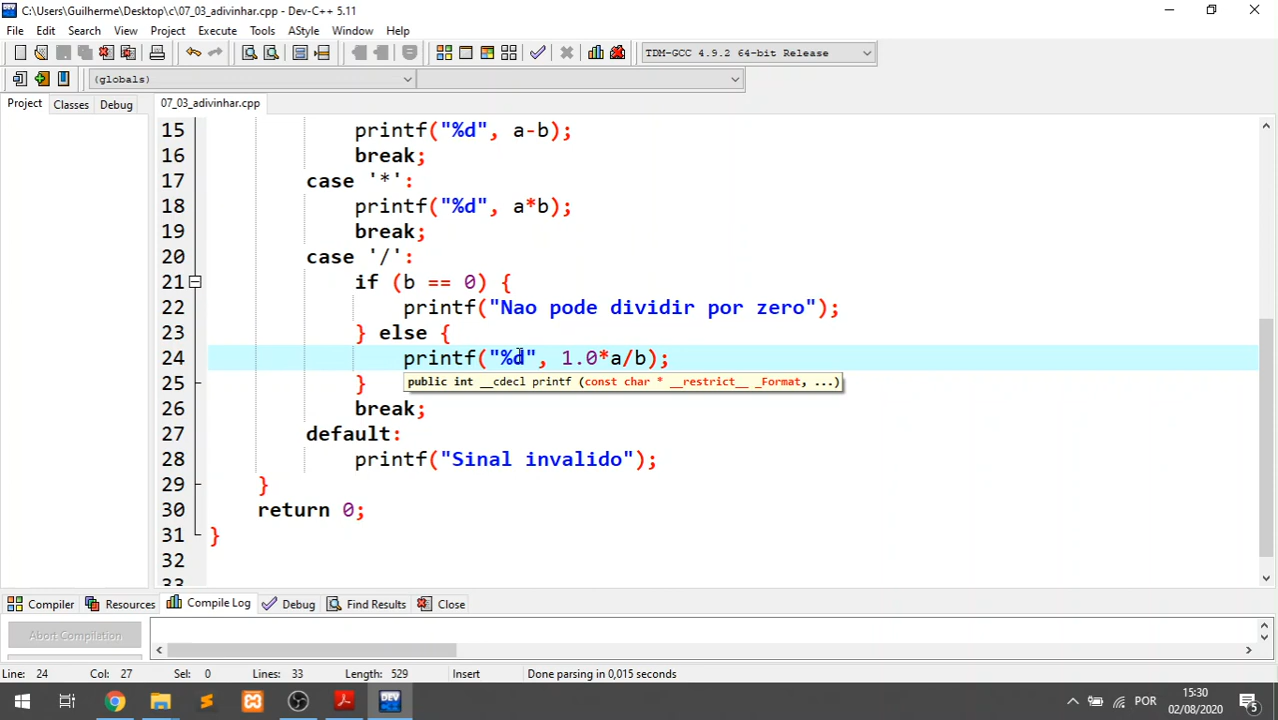 C:\Users\Guilherme\Desktop\c\07_03_adivinhar.cpp - Dev-C++ 5.11
File Edit Search View Project Execute Tools AStyle Window Help
TDM-GCC 4.9.2 64-bit Release
(globals)
Project Classes Debug 07_03_adivinhar.cpp
15 printf("%d", a-b);
16 break;
17 case '*':
18 printf("%d", a*b);
19 break;
20 case '/':
21 if (b == 0) {
22 printf("Nao pode dividir por zero");
23 } else {
24 printf("%d", 1.0*a/b);
public int __cdecl printf (const char * __restrict__ _Format, ...)
25 }
26 break;
27 default:
28 printf("Sinal invalido");
29 }
30 return 0;
31 }
32
33
Compiler Resources Compile Log Debug Find Results Close
Abort Compilation
Line: 24 Col: 27 Sel: 0 Lines: 33 Length: 529 Insert Done parsing in 0,015 seconds
DEV POR 15:30
02/08/2020 5